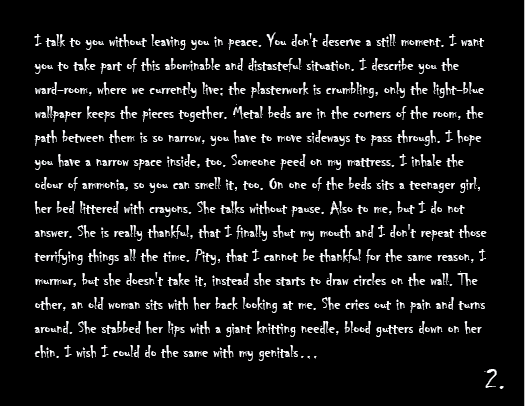 I talk to you without leaving you in peace. You don't deserve a still moment. I want
you to take part of this abominable and distasteful situation. I describe you the
ward-room, where we currently live: the plasterwork is crumbling, only the light-blue
wallpaper keeps the pieces together. Metal beds are in the corners of the room, the
path between them is so narrow, you have to move sideways to pass through. I hope
you have a narrow space inside, too. Someone peed on my mattress. I inhale the
odour of ammonia, so you can smell it, too. On one of the beds sits a teenager girl,
her bed littered with crayons. She talks without pause. Also to me, but I do not
answer. She is really thankful, that I finally shut my mouth and I don't repeat those
terrifying things all the time. Pity, that I cannot be thankful for the same reason, I
murmur, but she doesn't take it, instead she starts to draw circles on the wall. The
other, an old woman sits with her back looking at me. She cries out in pain and turns
around. She stabbed her lips with a giant knitting needle, blood gutters down on her
chin. I wish I could do the same with my genitals...
2.